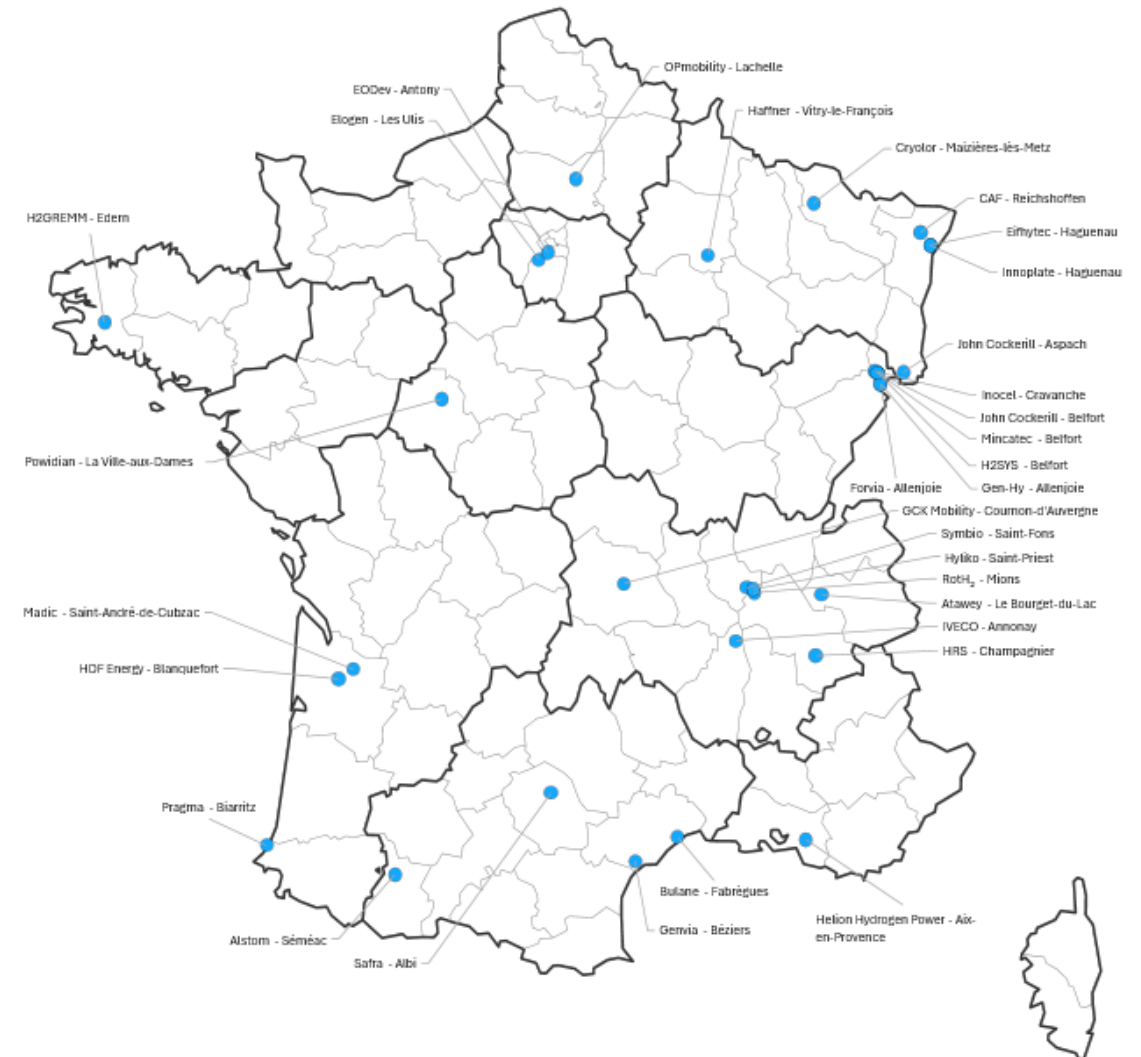 OPmobility - Lachelle
EODev - Antony
Haffner - Vitry-le-François
Elogen - Les Ulis
Cryolor - Maizières-lès-Metz
CAF - Reichshoffen
H2GREMM - Edern
Eifhytec - Haguenau
Innoplate - Haguenau
John Cockerill - Aspach
Inocel - Cravanche
John Cockerill - Belfort
Mincatec - Belfort
Powidian - La Ville-aux-Dames
H2SYS - Belfort
Forvia - Allenjoie
Gen-Hy - Allenjoie
GCK Mobility - Cournon-d'Auvergne
Symbio - Saint-Fons
Hyliko - Saint-Priest
RotH₂ - Mions
Atawey - Le Bourget-du-Lac
Madic - Saint-André-de-Cubzac
IVECO - Annonay
HRS - Champagnier
HDF Energy - Blanquefort
Pragma - Biarritz
Bulane - Fabrègues
Helion Hydrogen Power - Aix-
en-Provence
Genvia - Béziers
Alstom - Séméac
Safra - Albi